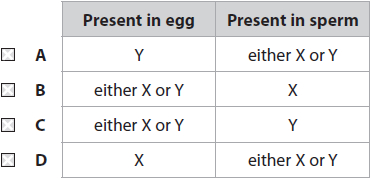 Present in egg Present in sperm
A Y either X or Y
B either X or Y X
C either X or Y Y
D X either X or Y